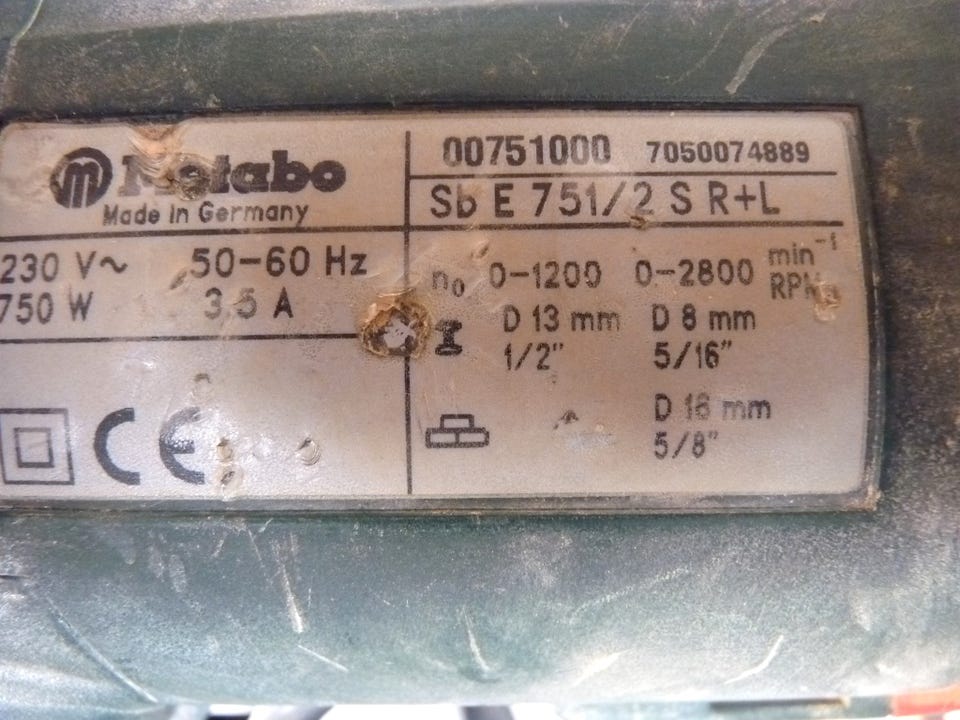 Metabo
Made in Germany
230 V~ 50-60 Hz
750 W 3.5 A
CE
00751000 7050074889
Sb E 751/2 S R+L
n₀ 0-1200 0-2800 min⁻¹
RPM
D 13 mm D 8 mm
1/2" 5/16"
D 16 mm
5/8"